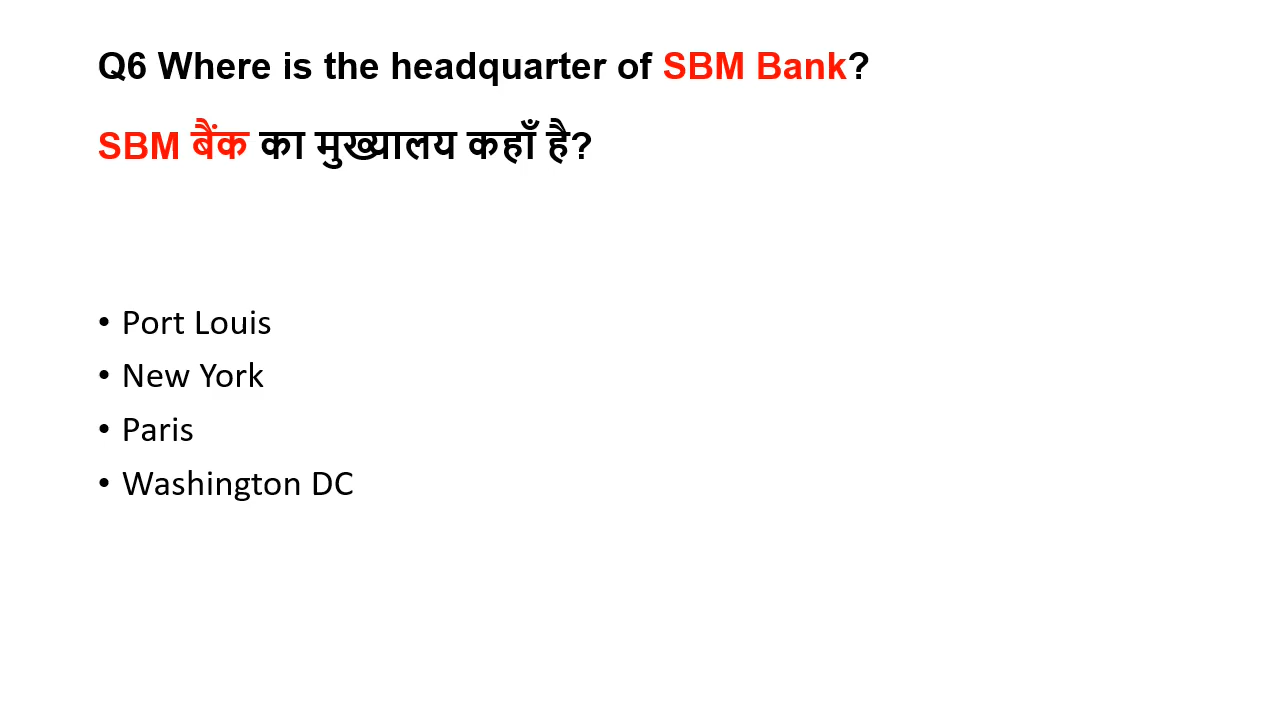 Q6 Where is the headquarter of SBM Bank?
SBM बैंक का मुख्यालय कहाँ है?
• Port Louis
• New York
• Paris
• Washington DC